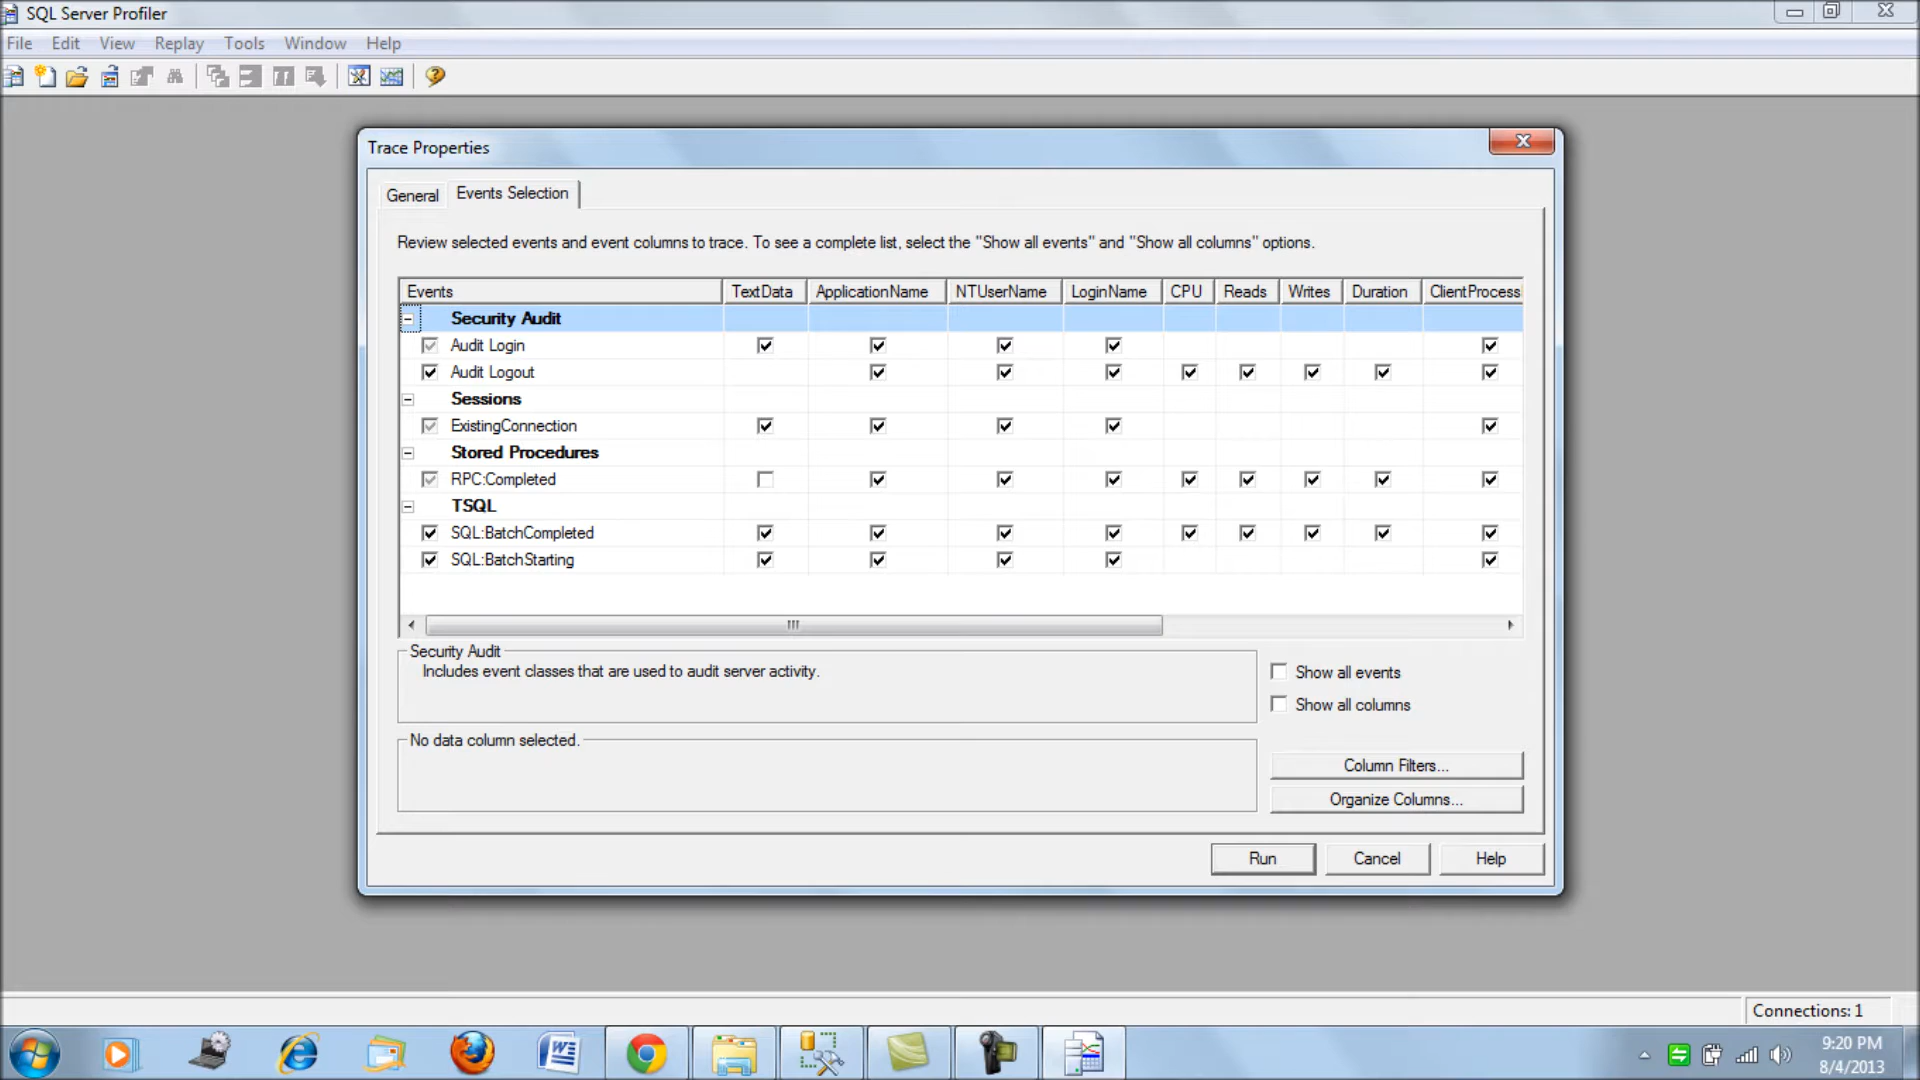 SQL Server Profiler
File Edit View Replay Tools Window Help
Trace Properties
General Events Selection
Review selected events and event columns to trace. To see a complete list, select the "Show all events" and "Show all columns" options.
Events TextData ApplicationName NTUserName LoginName CPU Reads Writes Duration ClientProcess
Security Audit
Audit Login
Audit Logout
Sessions
ExistingConnection
Stored Procedures
RPC:Completed
TSQL
SQL:BatchCompleted
SQL:BatchStarting
Security Audit
Includes event classes that are used to audit server activity.
Show all events
Show all columns
No data column selected.
Column Filters...
Organize Columns...
Run Cancel Help
Connections: 1
9:20 PM
8/4/2013